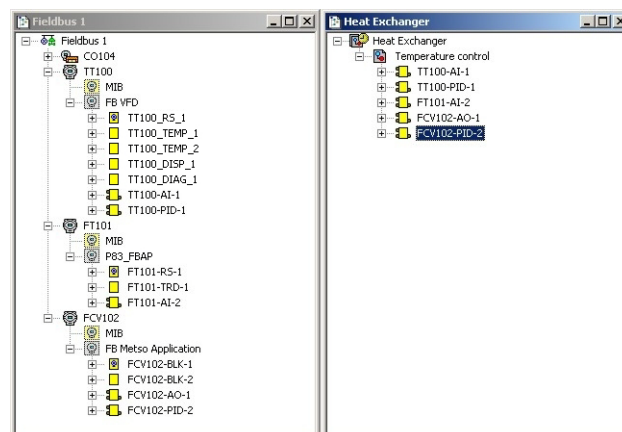 Fieldbus 1
Fieldbus 1
CO104
TT100
MIB
FB VFD
TT100_RS_1
TT100_TEMP_1
TT100_TEMP_2
TT100_DISP_1
TT100_DIAG_1
TT100-AI-1
TT100-PID-1
FT101
MIB
P83_FBAP
FT101-RS-1
FT101-TRD-1
FT101-AI-2
FCV102
MIB
FB Metso Application
FCV102-BLK-1
FCV102-BLK-2
FCV102-AO-1
FCV102-PID-2
Heat Exchanger
Heat Exchanger
Temperature control
TT100-AI-1
TT100-PID-1
FT101-AI-2
FCV102-AO-1
FCV102-PID-2